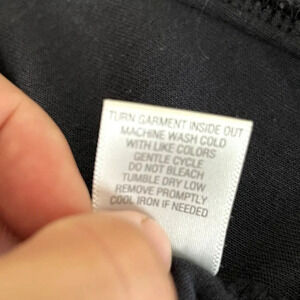 TURN GARMENT INSIDE OUT
MACHINE WASH COLD
WITH LIKE COLORS
GENTLE CYCLE
DO NOT BLEACH
TUMBLE DRY LOW
REMOVE PROMPTLY
COOL IRON IF NEEDED